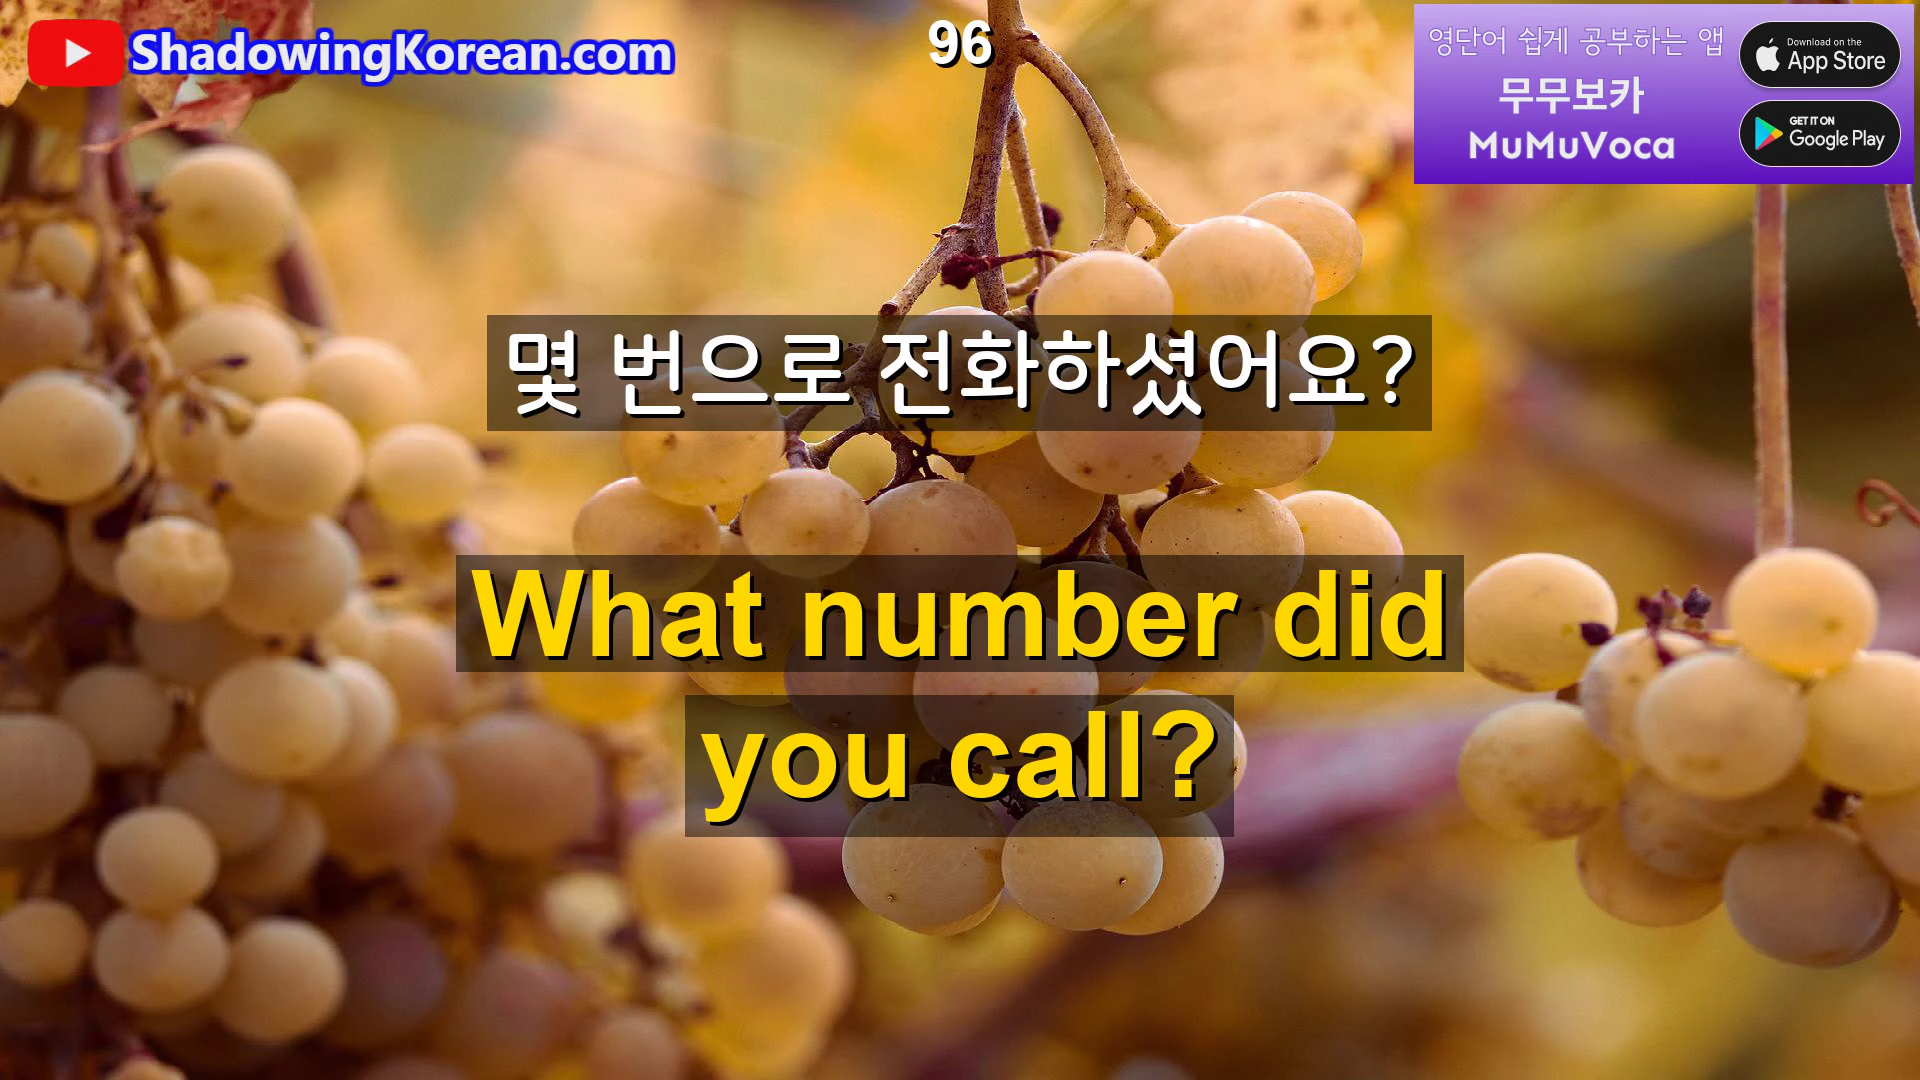 ShadowingKorean.com
96
영단어 쉽게 공부하는 앱
무무보카
MuMuVoca
Download on the
App Store
GET IT ON
Google Play
몇 번으로 전화하셨어요?
What number did
you call?